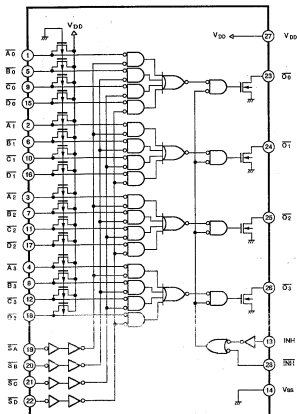 VDD
A0 1
B0 5
C0 9
D0 15
A1 2
B1 6
C1 10
D1 16
A2 3
B2 7
C2 11
D2 17
A3 4
B3 8
C3 12
D3 18
SA 19
SB 20
SC 21
SD 22
27 VDD
23 O0
24 O1
25 O2
26 O3
13 INH
28 INH
14 VSS